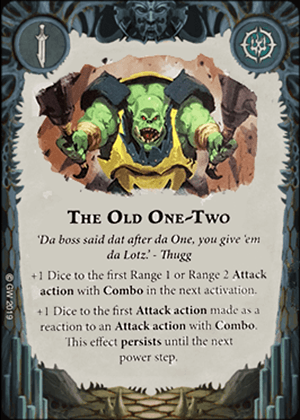 THE OLD ONE-TWO
'Da boss said dat after da One, you give 'em
da Lotz.' - Thugg
+1 Dice to the first Range 1 or Range 2 Attack
action with Combo in the next activation.
+1 Dice to the first Attack action made as a
reaction to an Attack action with Combo.
This effect persists until the next
power step.
© GW 2019